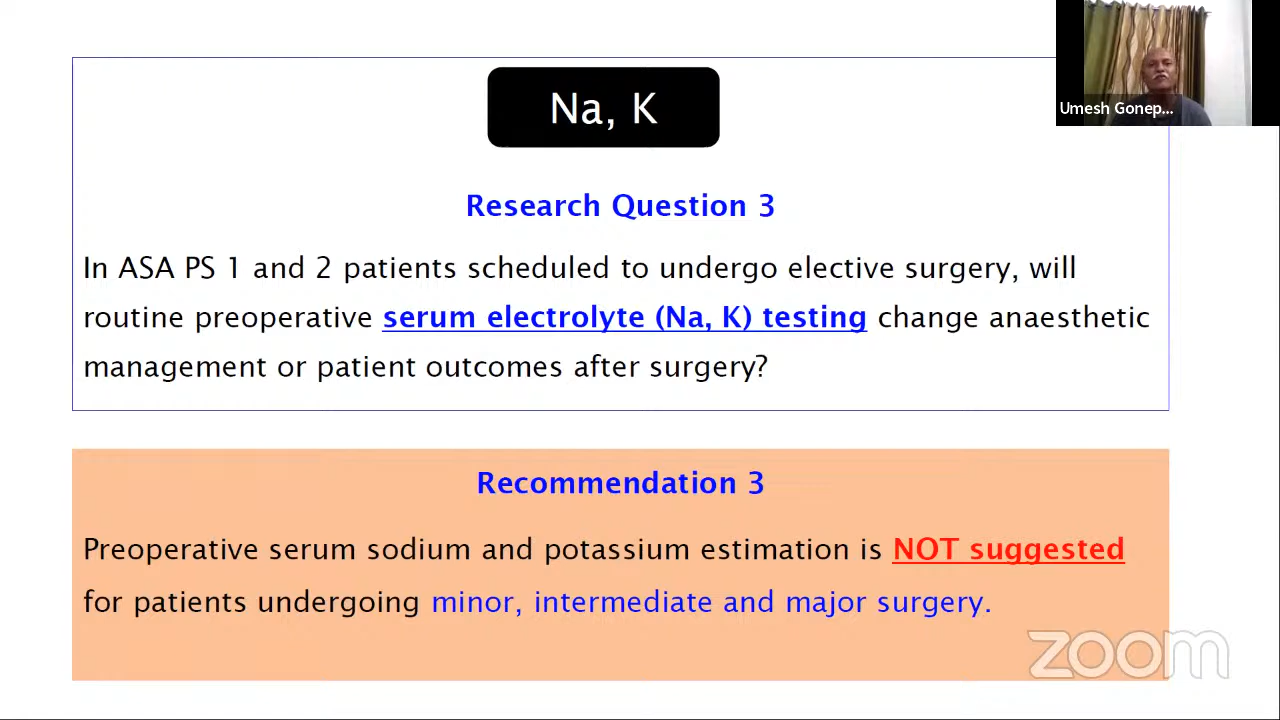 Na, K
Umesh Gonep...
Research Question 3
In ASA PS 1 and 2 patients scheduled to undergo elective surgery, will
routine preoperative serum electrolyte (Na, K) testing change anaesthetic
management or patient outcomes after surgery?
Recommendation 3
Preoperative serum sodium and potassium estimation is NOT suggested
for patients undergoing minor, intermediate and major surgery.
zoom